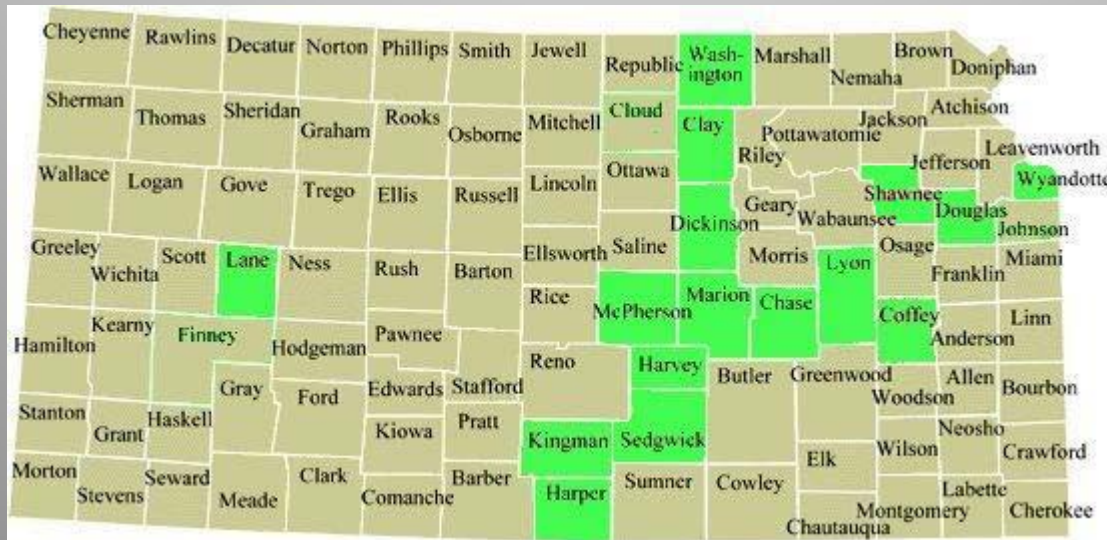 Cheyenne
Rawlins
Decatur
Norton
Phillips
Smith
Jewell
Republic
Wash-
ington
Marshall
Nemaha
Brown
Doniphan
Sherman
Thomas
Sheridan
Graham
Rooks
Osborne
Mitchell
Cloud
Clay
Riley
Pottawatomie
Jackson
Atchison
Jefferson
Leavenworth
Wyandotte
Wallace
Logan
Gove
Trego
Ellis
Russell
Lincoln
Ottawa
Dickinson
Geary
Wabaunsee
Shawnee
Douglas
Johnson
Greeley
Wichita
Scott
Lane
Ness
Rush
Barton
Ellsworth
Saline
Morris
Lyon
Osage
Franklin
Miami
Hamilton
Kearny
Finney
Hodgeman
Pawnee
Rice
McPherson
Marion
Chase
Coffey
Anderson
Linn
Stanton
Grant
Haskell
Gray
Ford
Edwards
Stafford
Reno
Harvey
Butler
Greenwood
Woodson
Allen
Bourbon
Kiowa
Pratt
Kingman
Sedgwick
Elk
Wilson
Neosho
Crawford
Morton
Stevens
Seward
Meade
Clark
Comanche
Barber
Harper
Sumner
Cowley
Chautauqua
Montgomery
Labette
Cherokee